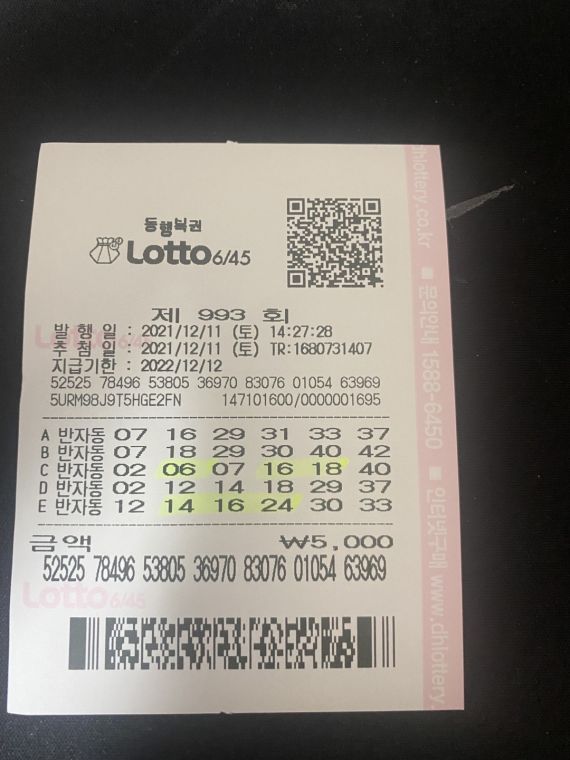 동행복권
Lotto 6/45
제 993 회
발 행 일 : 2021/12/11 (토) 14:27:28
추 첨 일 : 2021/12/11 (토) TR:1680731407
지급기한 : 2022/12/12
52525 78496 53805 36970 83076 01054 63969
5URM98J9T5HGE2FN 147101600/0000001695
A 반자동 07 16 29 31 33 37
B 반자동 07 18 29 30 40 42
C 반자동 02 06 07 16 18 40
D 반자동 02 12 14 18 29 37
E 반자동 12 14 16 24 30 33
금액 ₩5,000
52525 78496 53805 36970 83076 01054 63969
Lotto 6/45
Lotto 6/45
dhlottery.co.kr ■ 문의안내 1588-6450 ■ 인터넷구매 www.dhlottery.